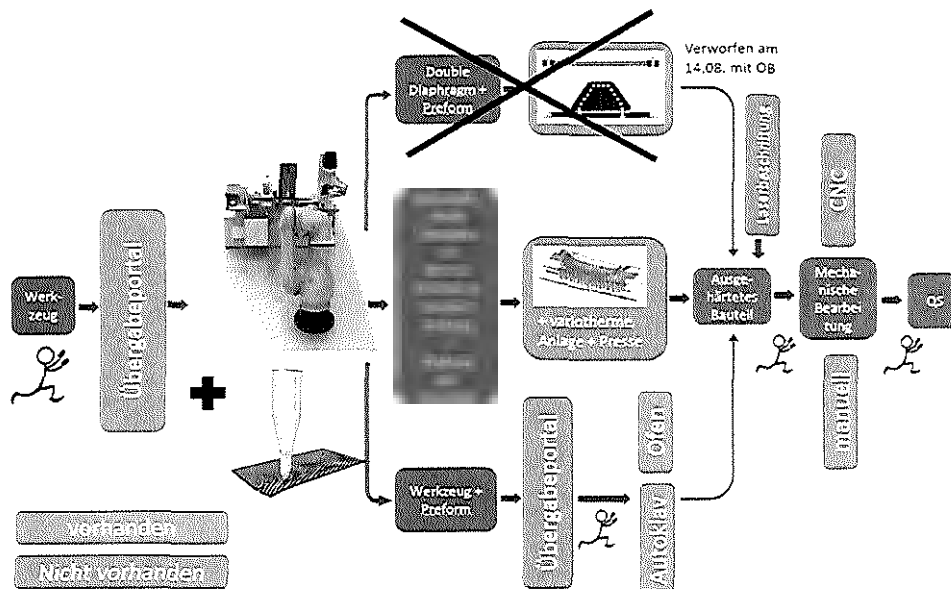 Werk-
zeug
Übergabeportal
Double
Diaphragm +
Preform
Verworfen am
14.08. mit OB
+ variotherme
Anlage + Presse
Werkzeug +
Preform
Übergabeportal
Ofen
Autoklav
Ausge-
härtetes
Bauteil
CNC
Mecha-
nische
Bearbei-
tung
manuell
QS
vorhanden
Nicht vorhanden